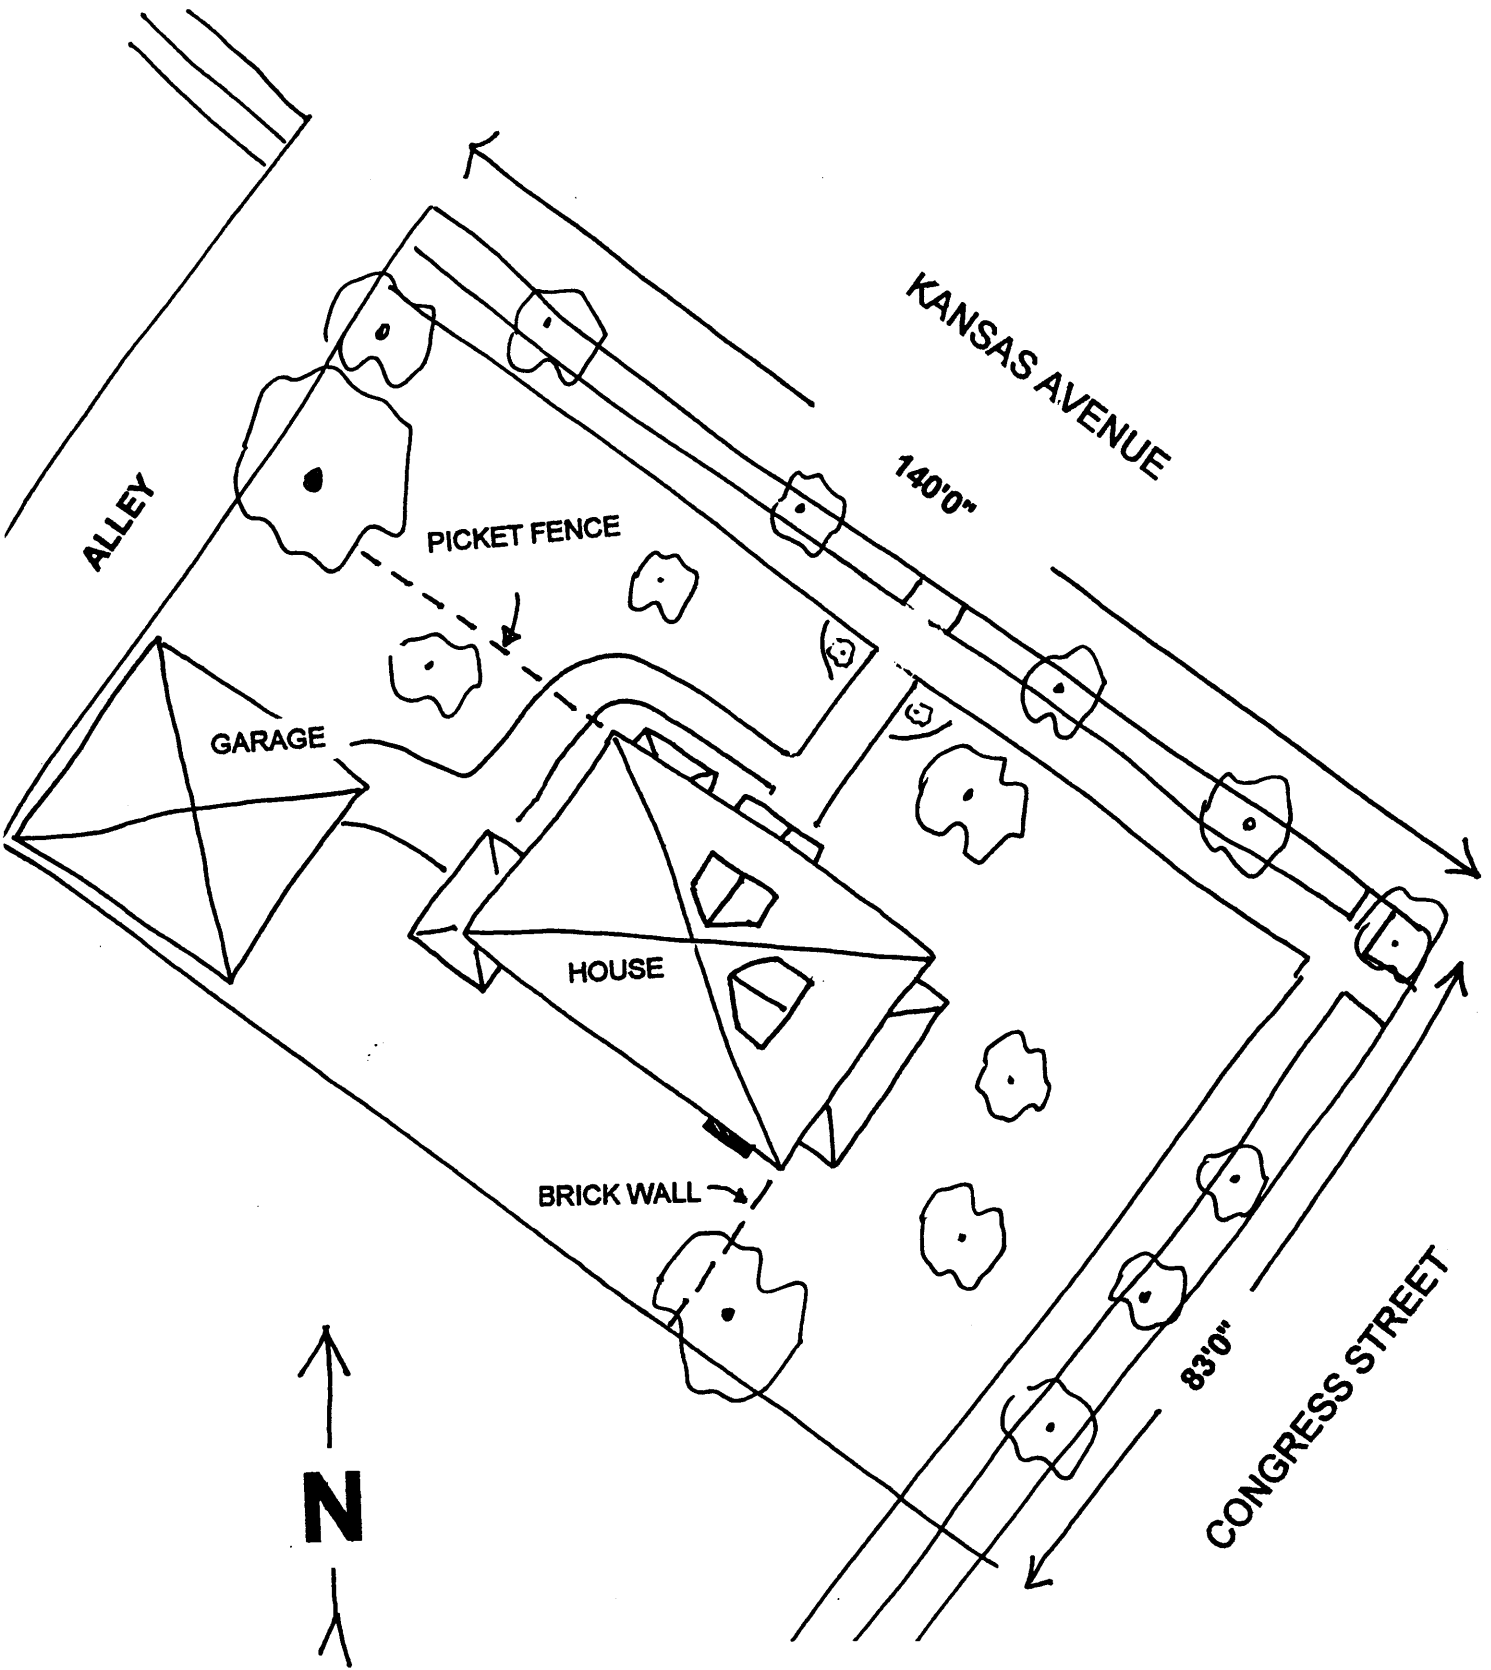 KANSAS AVENUE
140'0"
ALLEY
PICKET FENCE
GARAGE
HOUSE
BRICK WALL
83'0"
CONGRESS STREET
N